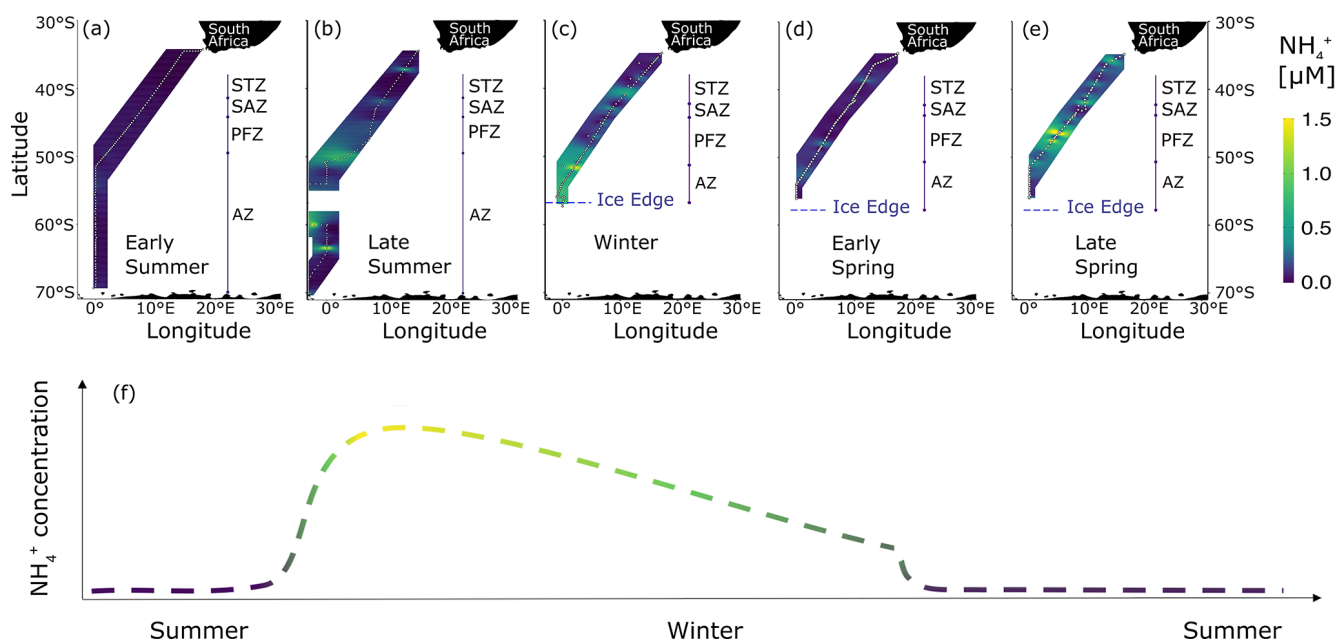 (a)
(b)
(c)
(d)
(e)
30°S
40°S
50°S
60°S
70°S
Latitude
South
Africa
STZ
SAZ
PFZ
AZ
Early
Summer
0°
10°E
20°E
30°E
Longitude
South
Africa
STZ
SAZ
PFZ
AZ
Late
Summer
0°
10°E
20°E
30°E
Longitude
South
Africa
STZ
SAZ
PFZ
AZ
Ice Edge
Winter
0°
10°E
20°E
30°E
Longitude
South
Africa
STZ
SAZ
PFZ
AZ
Ice Edge
Early
Spring
0°
10°E
20°E
30°E
Longitude
South
Africa
STZ
SAZ
PFZ
AZ
Ice Edge
Late
Spring
0°
10°E
20°E
30°E
Longitude
30°S
40°S
50°S
60°S
70°S
NH₄⁺
[µM]
1.5
1.0
0.5
0.0
(f)
NH₄⁺ concentration
Summer
Winter
Summer